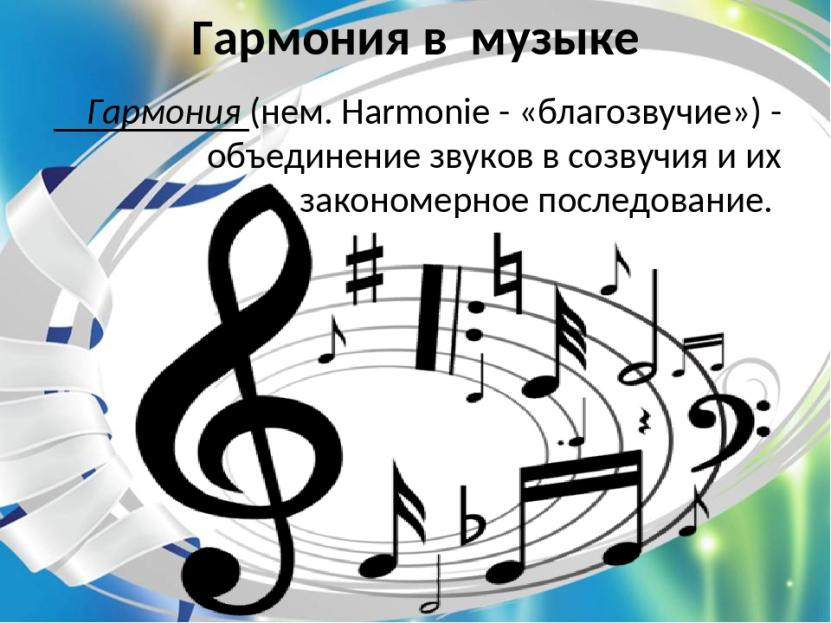 Гармония в  музыке
Гармония (нем. Harmonie - «благозвучие») -
объединение звуков в созвучия и их
закономерное последование.